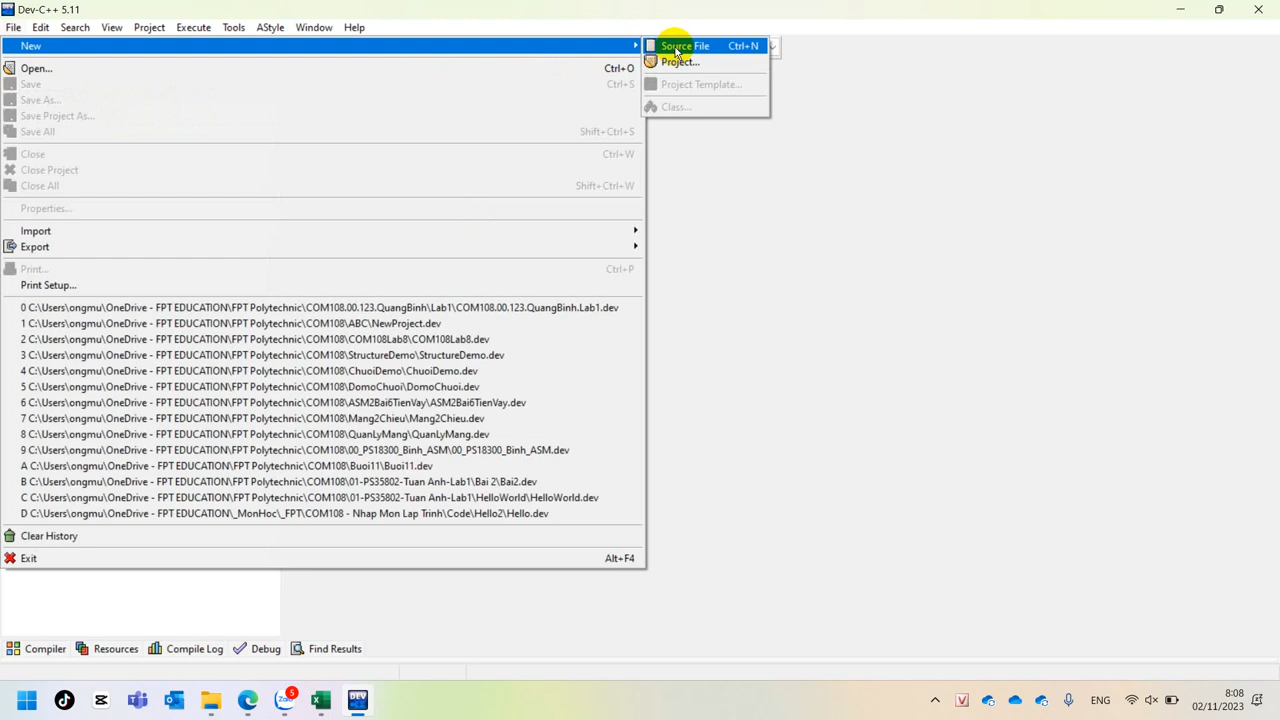 Dev-C++ 5.11
File Edit Search View Project Execute Tools AStyle Window Help
New
Source File Ctrl+N
Project...
Project Template...
Class...
Open... Ctrl+O
Save Ctrl+S
Save As...
Save Project As...
Save All Shift+Ctrl+S
Close Ctrl+W
Close Project
Close All Shift+Ctrl+W
Properties...
Import
Export
Print... Ctrl+P
Print Setup...
0 C:\Users\ongmu\OneDrive - FPT EDUCATION\FPT Polytechnic\COM108.00.123.QuangBinh\Lab1\COM108.00.123.QuangBinh.Lab1.dev
1 C:\Users\ongmu\OneDrive - FPT EDUCATION\FPT Polytechnic\COM108\ABC\NewProject.dev
2 C:\Users\ongmu\OneDrive - FPT EDUCATION\FPT Polytechnic\COM108\COM108Lab8\COM108Lab8.dev
3 C:\Users\ongmu\OneDrive - FPT EDUCATION\FPT Polytechnic\COM108\StructureDemo\StructureDemo.dev
4 C:\Users\ongmu\OneDrive - FPT EDUCATION\FPT Polytechnic\COM108\ChuoiDemo\ChuoiDemo.dev
5 C:\Users\ongmu\OneDrive - FPT EDUCATION\FPT Polytechnic\COM108\DomoChuoi\DomoChuoi.dev
6 C:\Users\ongmu\OneDrive - FPT EDUCATION\FPT Polytechnic\COM108\ASM2Bai6TienVay\ASM2Bai6TienVay.dev
7 C:\Users\ongmu\OneDrive - FPT EDUCATION\FPT Polytechnic\COM108\Mang2Chieu\Mang2Chieu.dev
8 C:\Users\ongmu\OneDrive - FPT EDUCATION\FPT Polytechnic\COM108\QuanLyMang\QuanLyMang.dev
9 C:\Users\ongmu\OneDrive - FPT EDUCATION\FPT Polytechnic\COM108\00_PS18300_Binh_ASM\00_PS18300_Binh_ASM.dev
A C:\Users\ongmu\OneDrive - FPT EDUCATION\FPT Polytechnic\COM108\Buoi11\Buoi11.dev
B C:\Users\ongmu\OneDrive - FPT EDUCATION\FPT Polytechnic\COM108\01-PS35802-Tuan Anh-Lab1\Bai 2\Bai2.dev
C C:\Users\ongmu\OneDrive - FPT EDUCATION\FPT Polytechnic\COM108\01-PS35802-Tuan Anh-Lab1\HelloWorld\HelloWorld.dev
D C:\Users\ongmu\OneDrive - FPT EDUCATION\_MonHoc\_FPT\COM108 - Nhap Mon Lap Trinh\Code\Hello2\Hello.dev
Clear History
Exit Alt+F4
Compiler Resources Compile Log Debug Find Results
5
DEV
V
ENG
8:08
02/11/2023